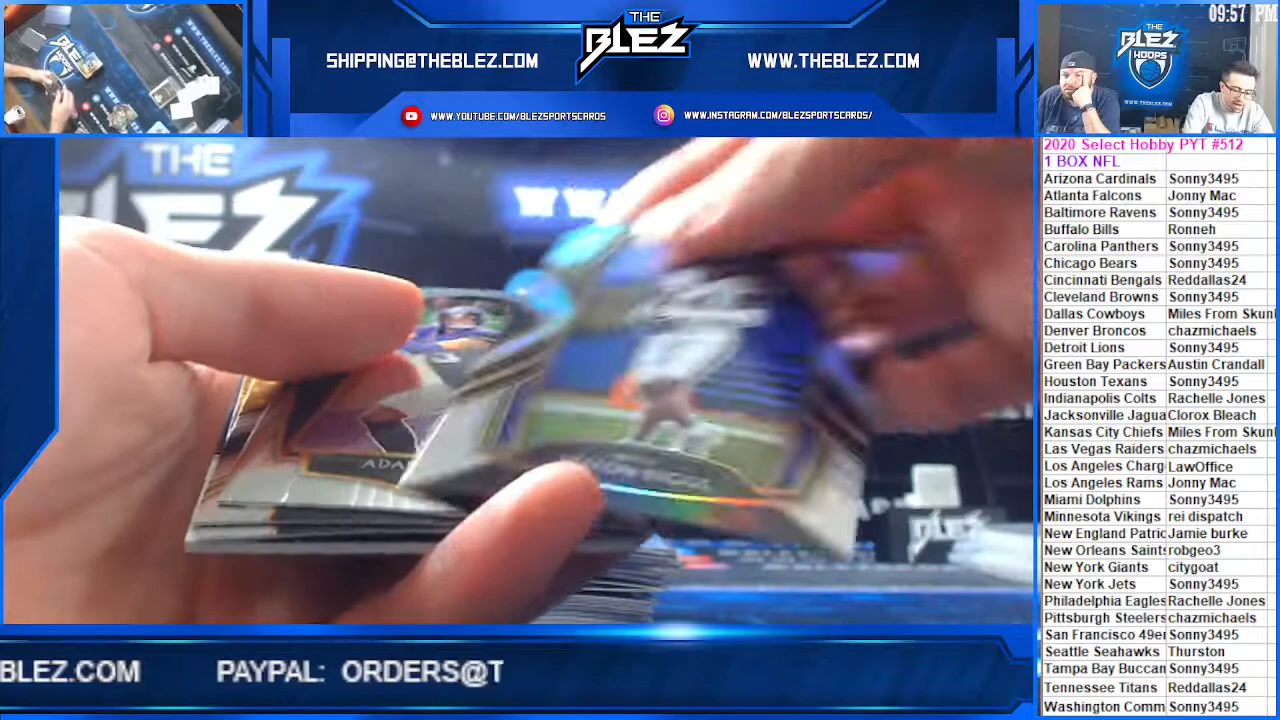 09:57 PM
THE
BLEZ
SHIPPING@THEBLEZ.COM
WWW.THEBLEZ.COM
WWW.YOUTUBE.COM/BLEZSPORTSCARDS
WWW.INSTAGRAM.COM/BLEZSPORTSCARDS/
THE
BLEZ
HOOPS
THE
BLEZ
ADA
2020 Select Hobby PYT #512
1 BOX NFL
Arizona Cardinals Sonny3495
Atlanta Falcons Jonny Mac
Baltimore Ravens Sonny3495
Buffalo Bills Ronneh
Carolina Panthers Sonny3495
Chicago Bears Sonny3495
Cincinnati Bengals Reddallas24
Cleveland Browns Sonny3495
Dallas Cowboys Miles From Skunk
Denver Broncos chazmichaels
Detroit Lions Sonny3495
Green Bay Packers Austin Crandall
Houston Texans Sonny3495
Indianapolis Colts Rachelle Jones
Jacksonville Jagua Clorox Bleach
Kansas City Chiefs Miles From Skunk
Las Vegas Raiders chazmichaels
Los Angeles Charg LawOffice
Los Angeles Rams Jonny Mac
Miami Dolphins Sonny3495
Minnesota Vikings rei dispatch
New England Patric Jamie burke
New Orleans Saints robgeo3
New York Giants citygoat
New York Jets Sonny3495
Philadelphia Eagles Rachelle Jones
Pittsburgh Steelers chazmichaels
San Francisco 49er Sonny3495
Seattle Seahawks Thurston
Tampa Bay Buccan Sonny3495
Tennessee Titans Reddallas24
Washington Comm Sonny3495
BLEZ.COM PAYPAL: ORDERS@T